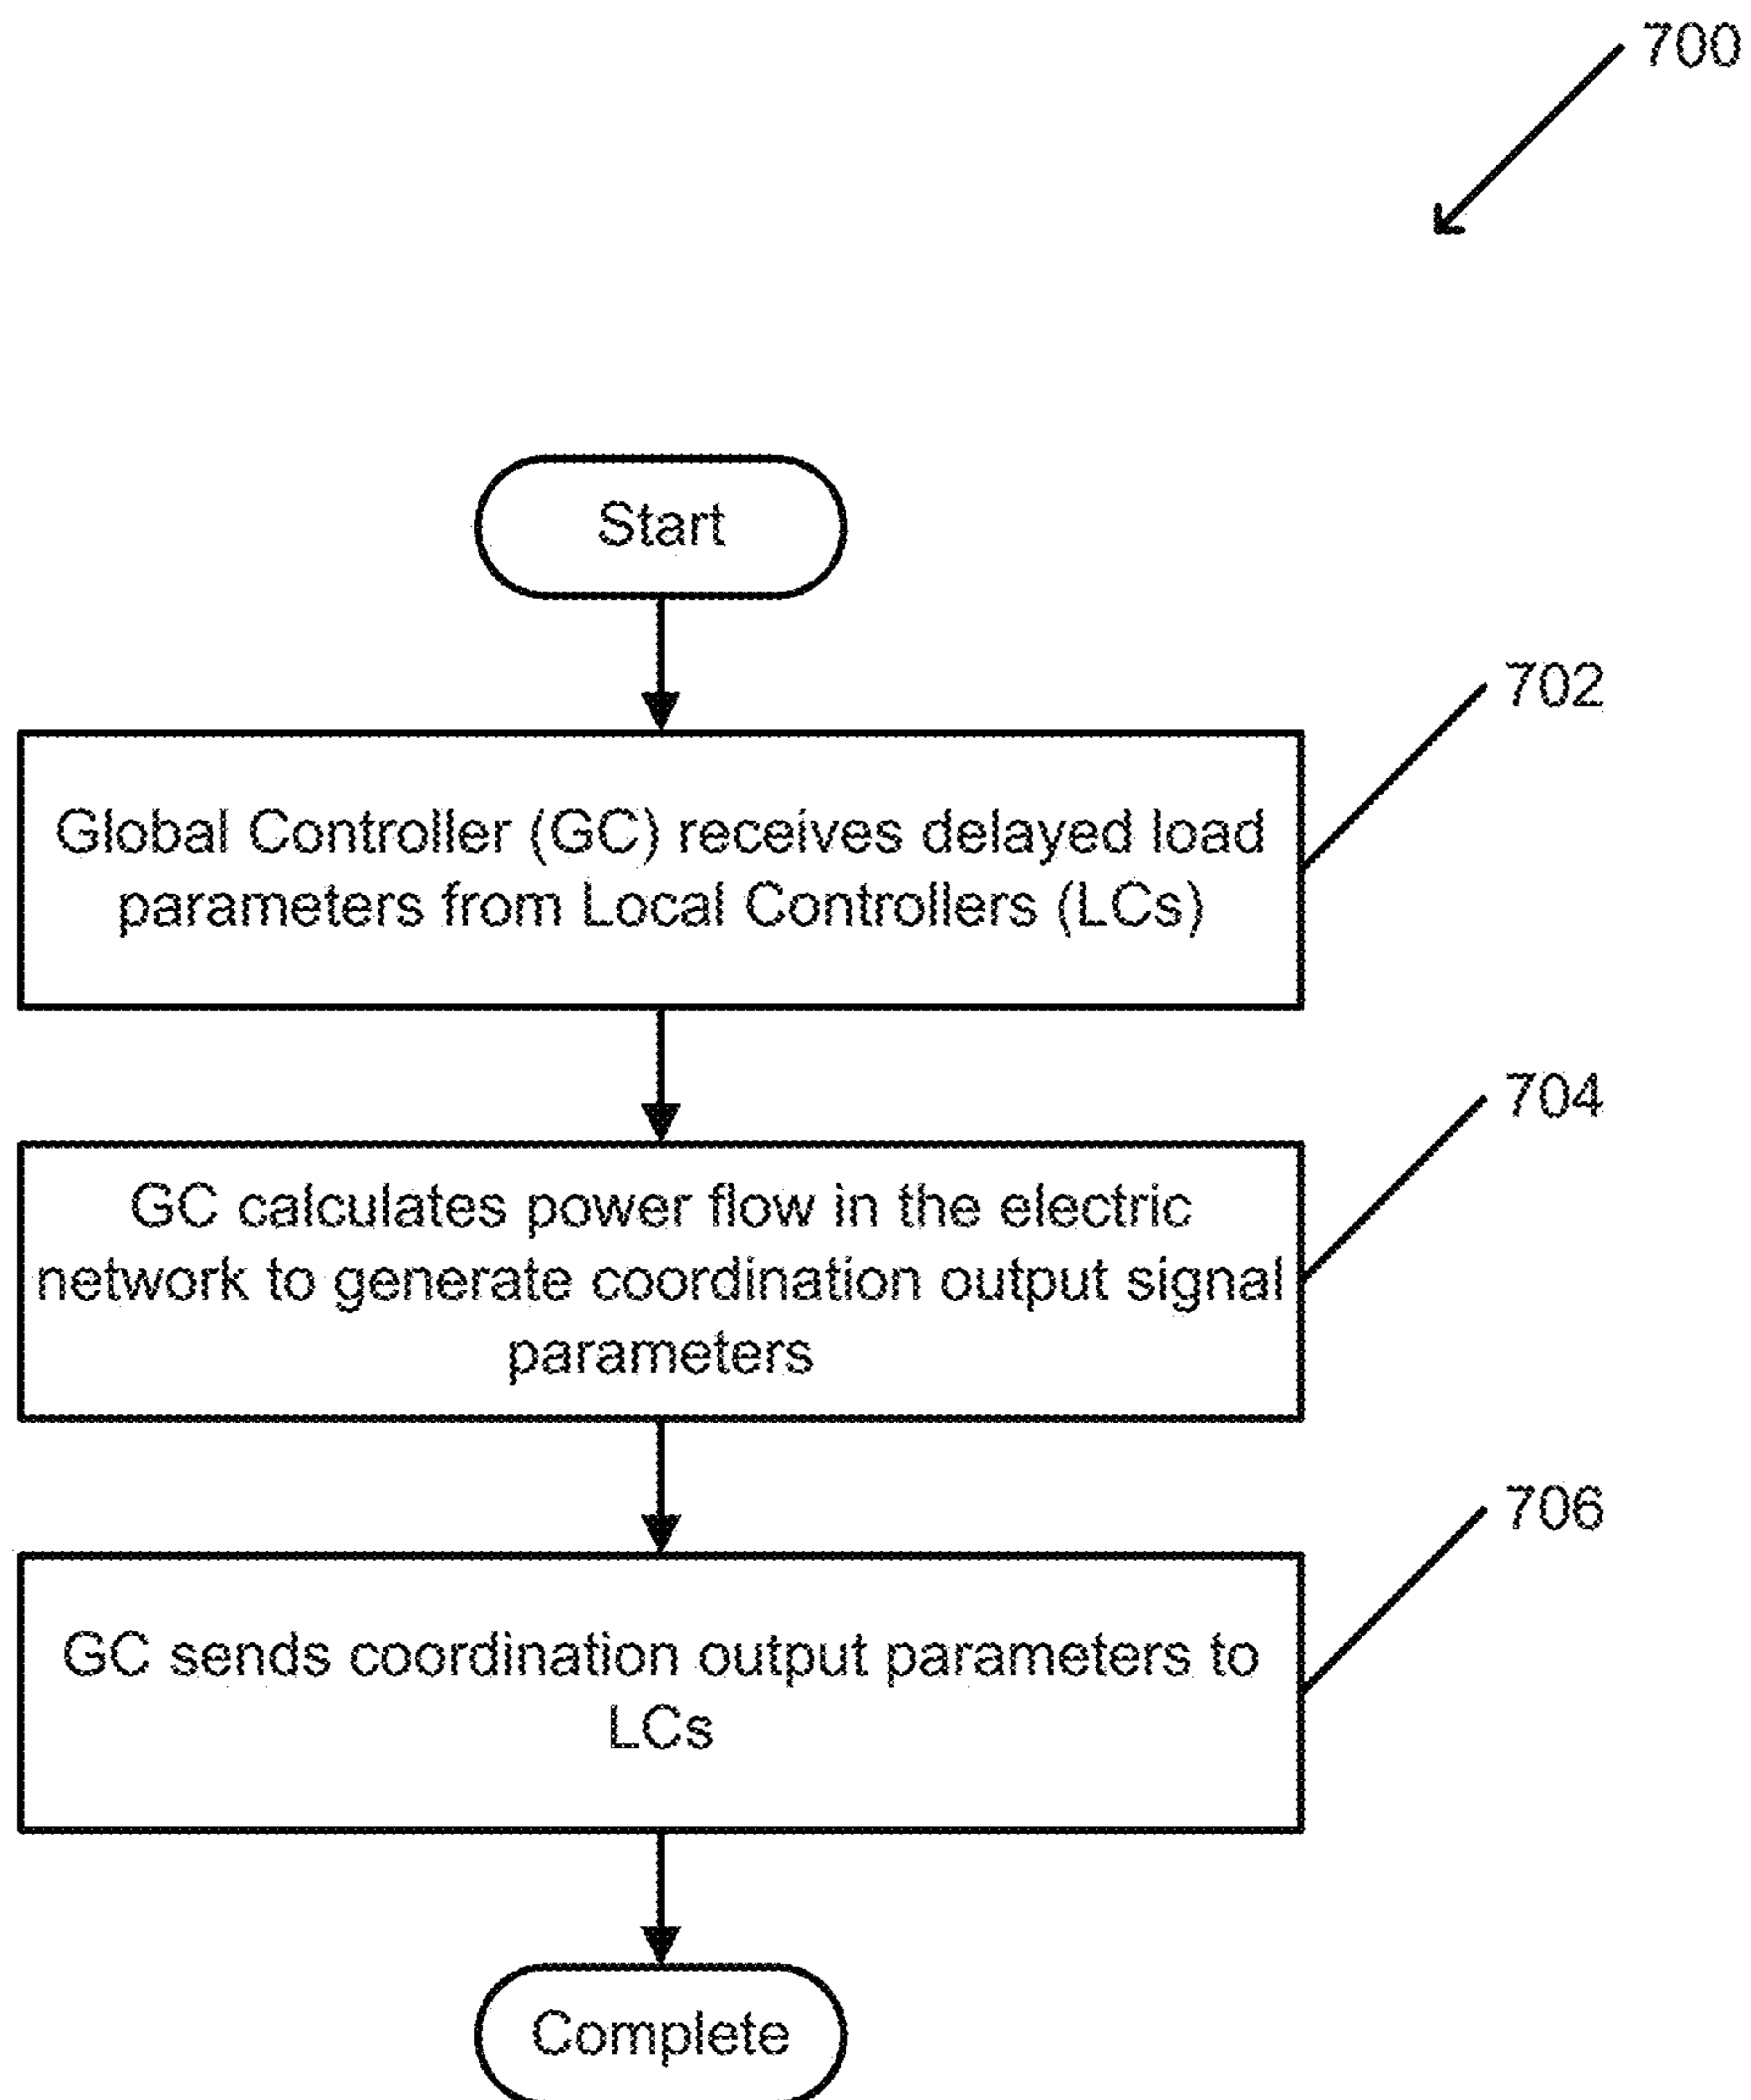 700
Start
702
Global Controller (GC) receives delayed load
parameters from Local Controllers (LCs)
704
GC calculates power flow in the electric
network to generate coordination output signal
parameters
706
GC sends coordination output parameters to
LCs
Complete